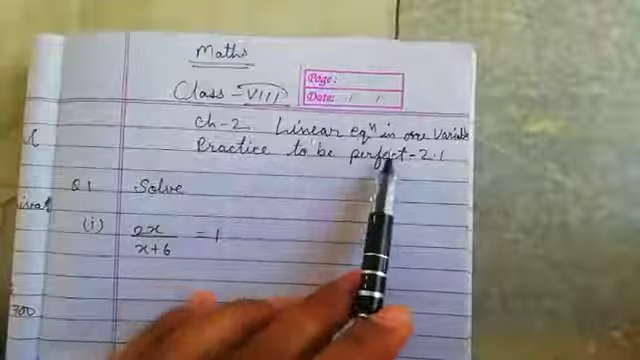 Maths
Class - VIII
Page:
Date: / /
Ch-2 Linear eqⁿ in one Variable
Practice to be perfect - 2.1
Q1 Solve
(i) 2x/x+6 = 1
700